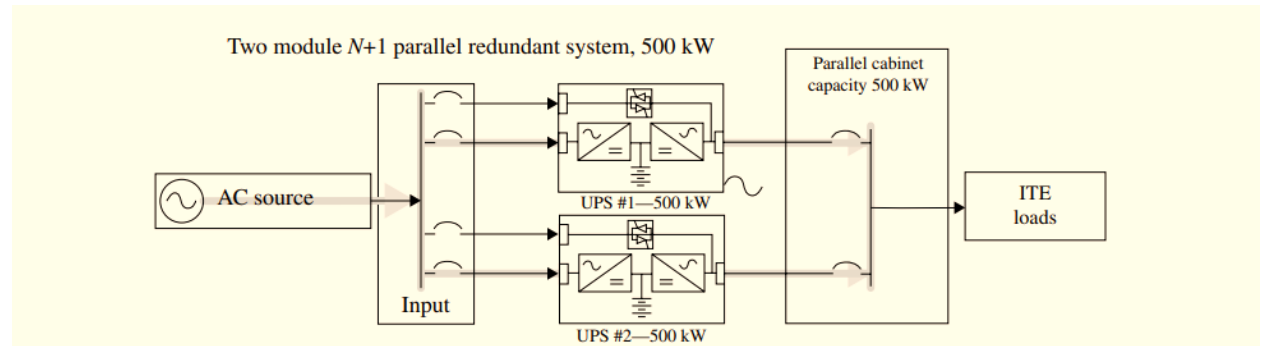 Two module N+1 parallel redundant system, 500 kW
Parallel cabinet
capacity 500 kW
AC source
Input
UPS #1—500 kW
UPS #2—500 kW
ITE
loads